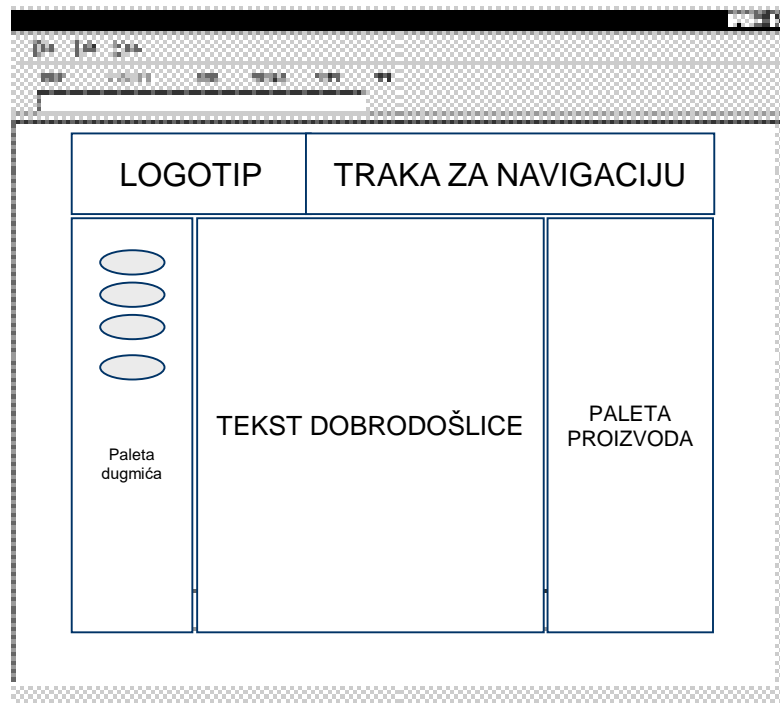 LOGOTIP
TRAKA ZA NAVIGACIJU
Paleta
dugmića
TEKST DOBRODOŠLICE
PALETA
PROIZVODA